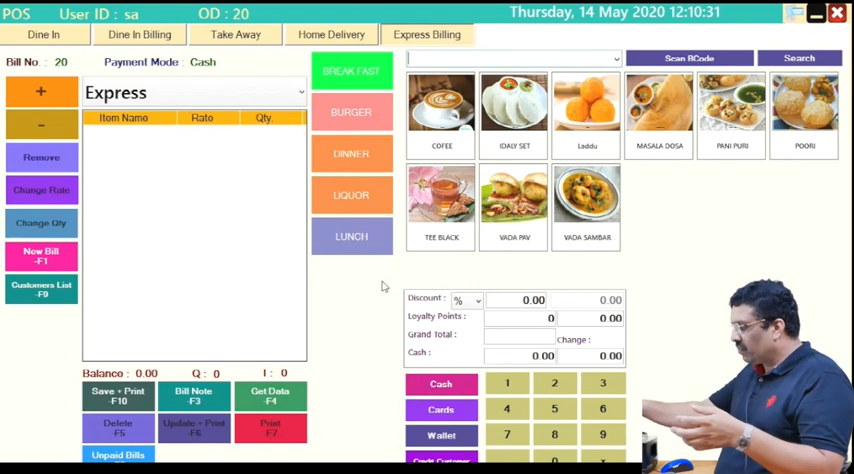 POS User ID : sa OD : 20 Thursday, 14 May 2020 12:10:31
Dine In Dine In Billing Take Away Home Delivery Express Billing
Bill No. : 20 Payment Mode : Cash
BREAK FAST
Scan BCode Search
+
Express
Item Name Rate Qty.
-
BURGER
COFEE IDALY SET Laddu MASALA DOSA PANI PURI POORI
Remove
DINNER
Change Rate
LIQUOR
Change Qty
LUNCH
TEE BLACK VADA PAV VADA SAMBAR
New Bill
-F1
Customers List
-F9
Discount : % 0.00 0.00
Loyalty Points : 0 0.00
Grand Total :
Change :
Cash : 0.00 0.00
Balance : 0.00 Q : 0 I : 0
Save + Print
-F10
Bill Note
-F3
Get Data
-F4
Cash 1 2 3
Cards 4 5 6
Delete
-F5
Update + Print
-F6
Print
-F7
Wallet 7 8 9
Unpaid Bills
Credit Customer 0